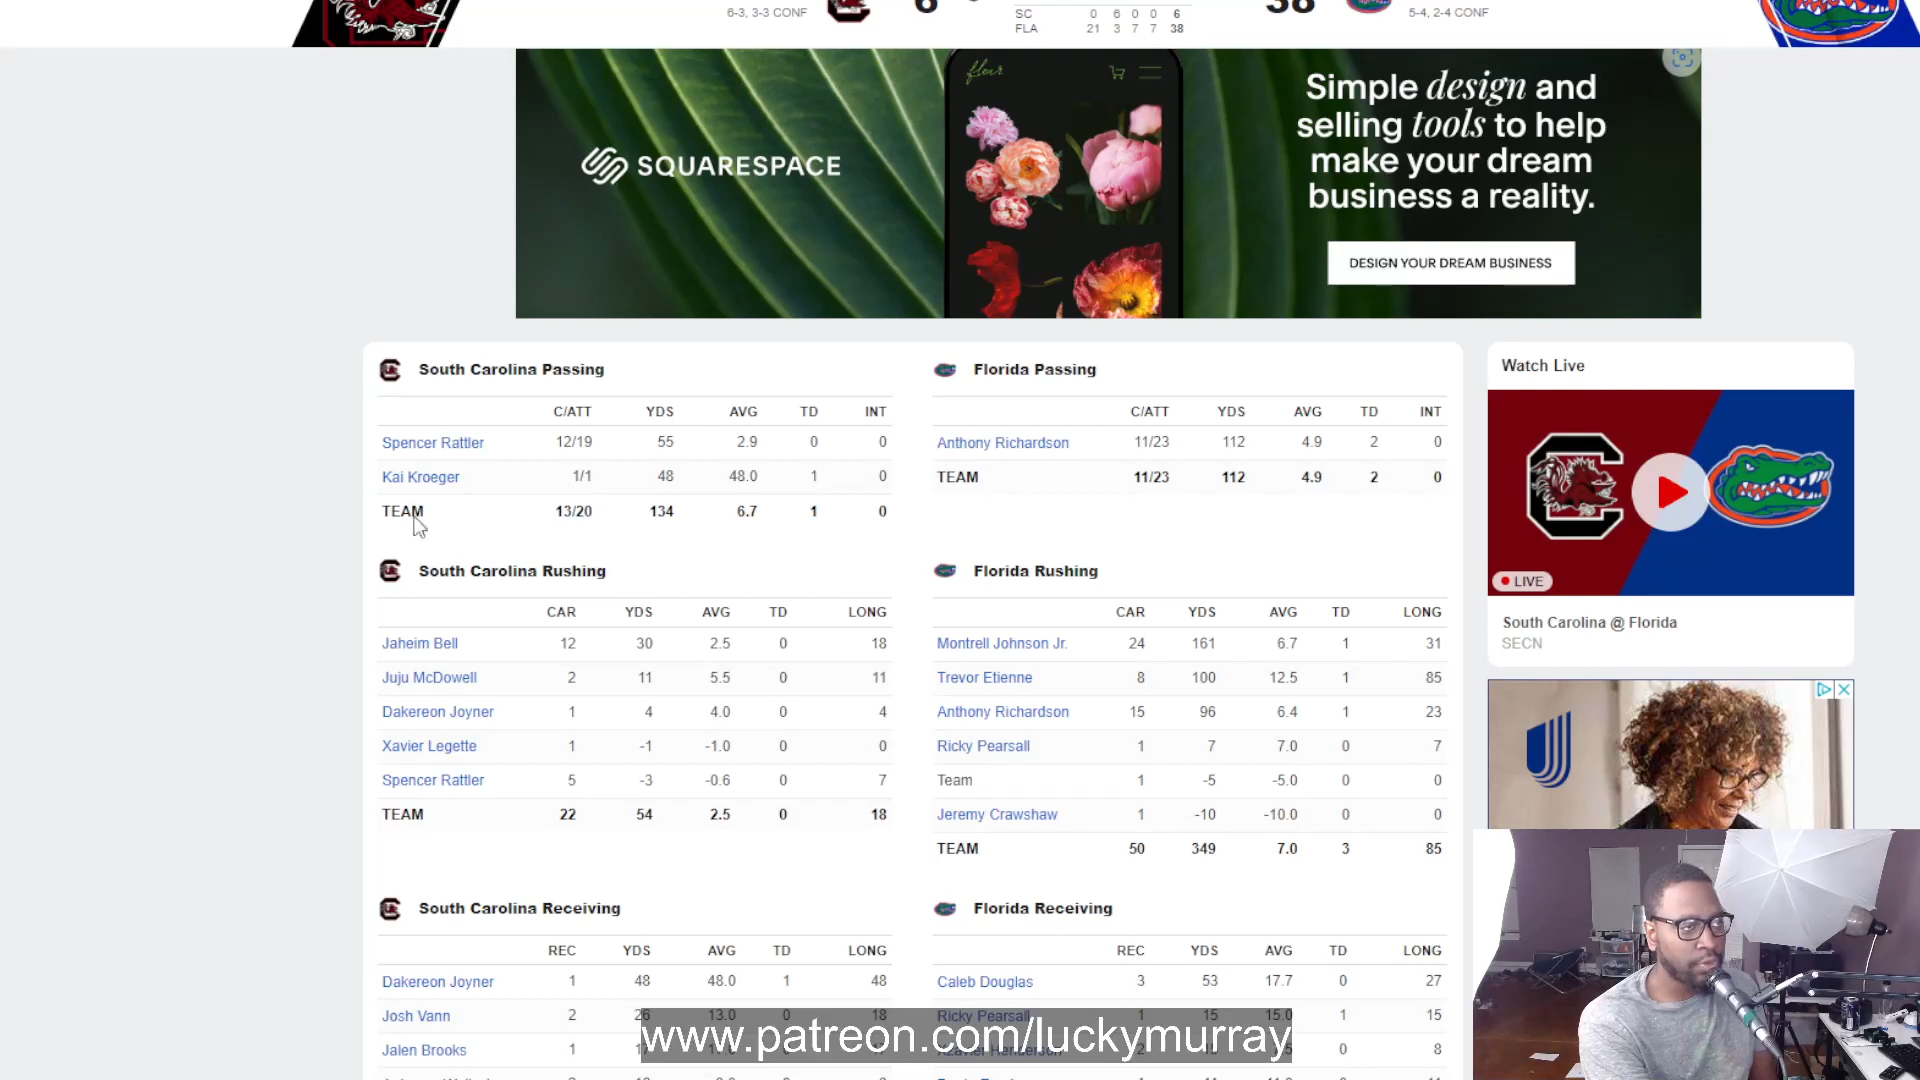 6-3, 3-3 CONF 6 38 5-4, 2-4 CONF
SC 0 6 0 0 6
FLA 21 3 7 7 38
fleur
SQUARESPACE
Simple design and
selling tools to help
make your dream
business a reality.
DESIGN YOUR DREAM BUSINESS
South Carolina Passing
C/ATT YDS AVG TD INT
Spencer Rattler 12/19 55 2.9 0 0
Kai Kroeger 1/1 48 48.0 1 0
TEAM 13/20 134 6.7 1 0
Florida Passing
C/ATT YDS AVG TD INT
Anthony Richardson 11/23 112 4.9 2 0
TEAM 11/23 112 4.9 2 0
South Carolina Rushing
CAR YDS AVG TD LONG
Jaheim Bell 12 30 2.5 0 18
Juju McDowell 2 11 5.5 0 11
Dakereon Joyner 1 4 4.0 0 4
Xavier Legette 1 -1 -1.0 0 0
Spencer Rattler 5 -3 -0.6 0 7
TEAM 22 54 2.5 0 18
Florida Rushing
CAR YDS AVG TD LONG
Montrell Johnson Jr. 24 161 6.7 1 31
Trevor Etienne 8 100 12.5 1 85
Anthony Richardson 15 96 6.4 1 23
Ricky Pearsall 1 7 7.0 0 7
Team 1 -5 -5.0 0 0
Jeremy Crawshaw 1 -10 -10.0 0 0
TEAM 50 349 7.0 3 85
South Carolina Receiving
REC YDS AVG TD LONG
Dakereon Joyner 1 48 48.0 1 48
Josh Vann 2 26 13.0 0 18
Jalen Brooks 1
Florida Receiving
REC YDS AVG TD LONG
Caleb Douglas 3 53 17.7 0 27
Ricky Pearsall 1 15 15.0 1 15
0 8
Watch Live
LIVE
South Carolina @ Florida
SECN
www.patreon.com/luckymurray